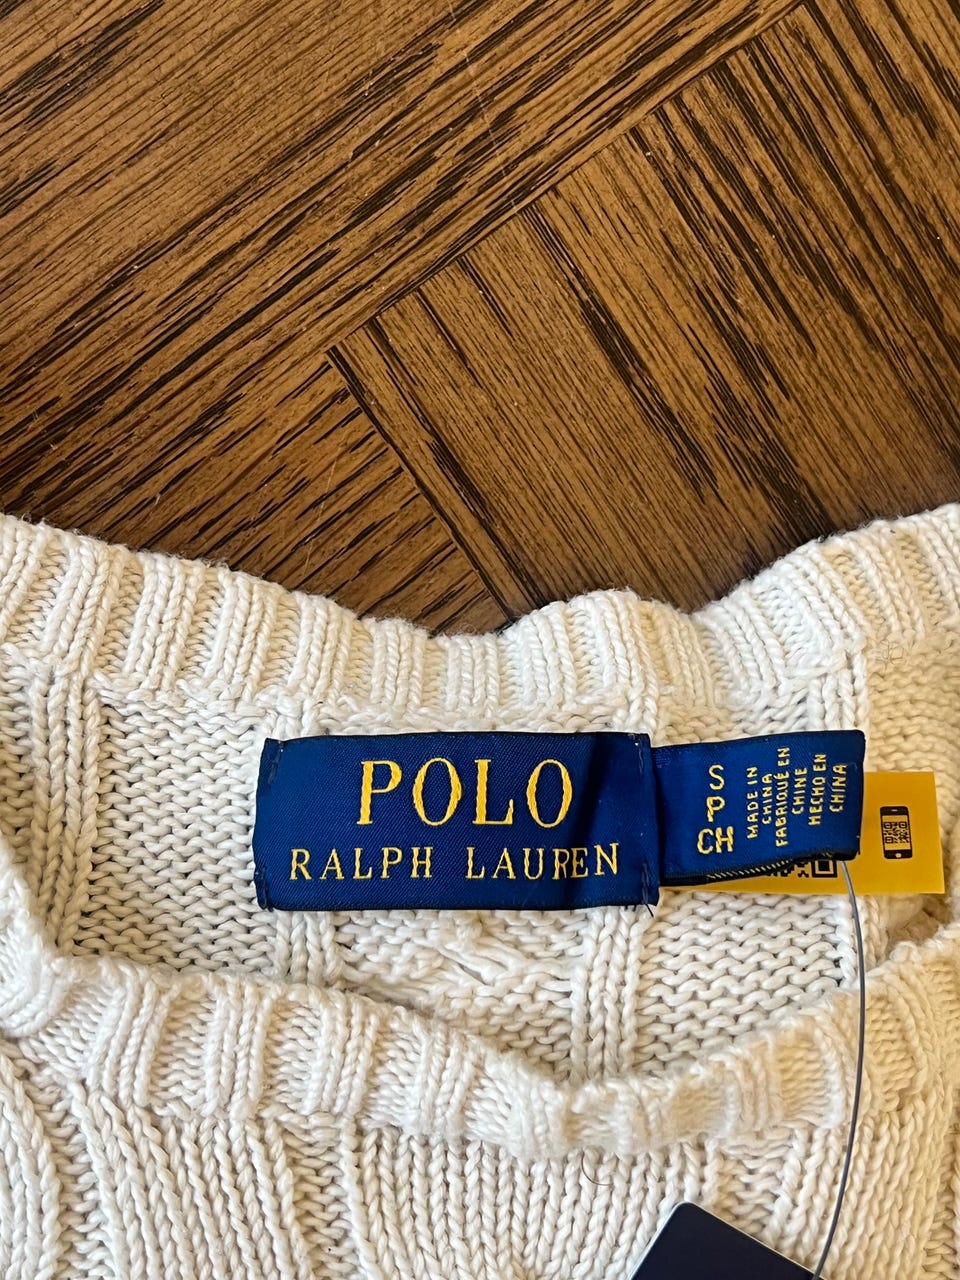 POLO
RALPH LAUREN
S
P
CH
MADE IN
CHINA
FABRIQUÉ EN
CHINE
HECHO EN
CHINA